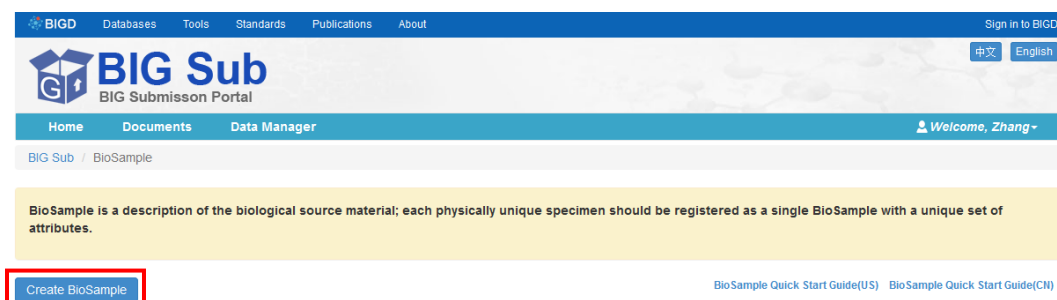 BIGD Databases Tools Standards Publications About Sign in to BIGD
中文 English
G
BIG Sub
BIG Submisson Portal
Home Documents Data Manager Welcome, Zhang
BIG Sub / BioSample
BioSample is a description of the biological source material; each physically unique specimen should be registered as a single BioSample with a unique set of
attributes.
Create BioSample BioSample Quick Start Guide(US) BioSample Quick Start Guide(CN)